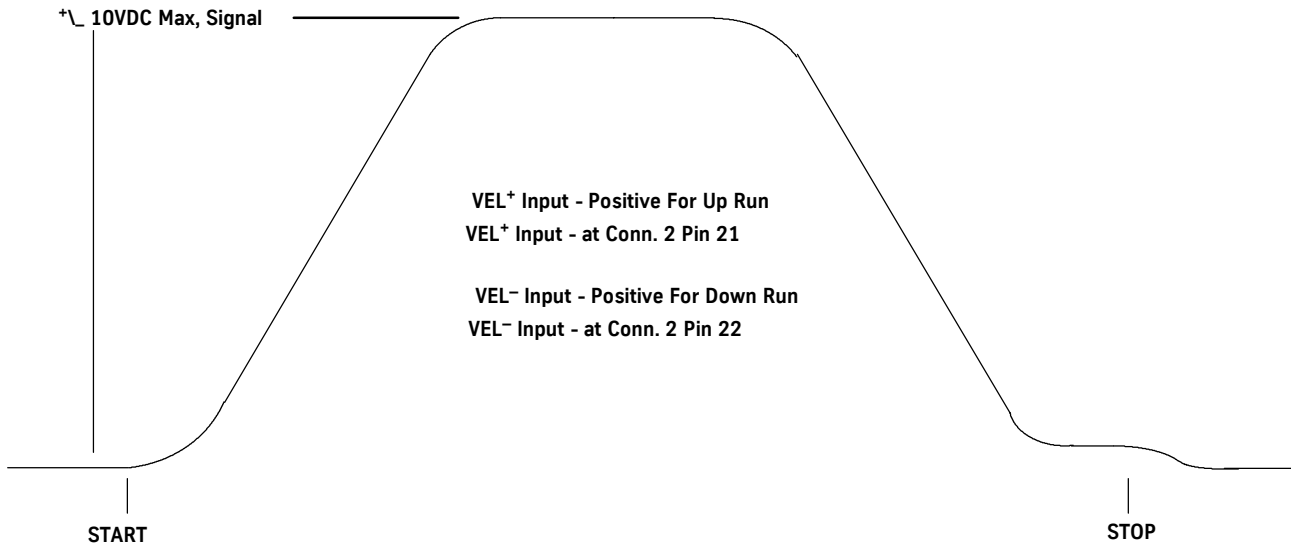 +\_ 10VDC Max, Signal
VEL+ Input - Positive For Up Run
VEL+ Input - at Conn. 2 Pin 21
VEL– Input - Positive For Down Run
VEL– Input - at Conn. 2 Pin 22
START
STOP